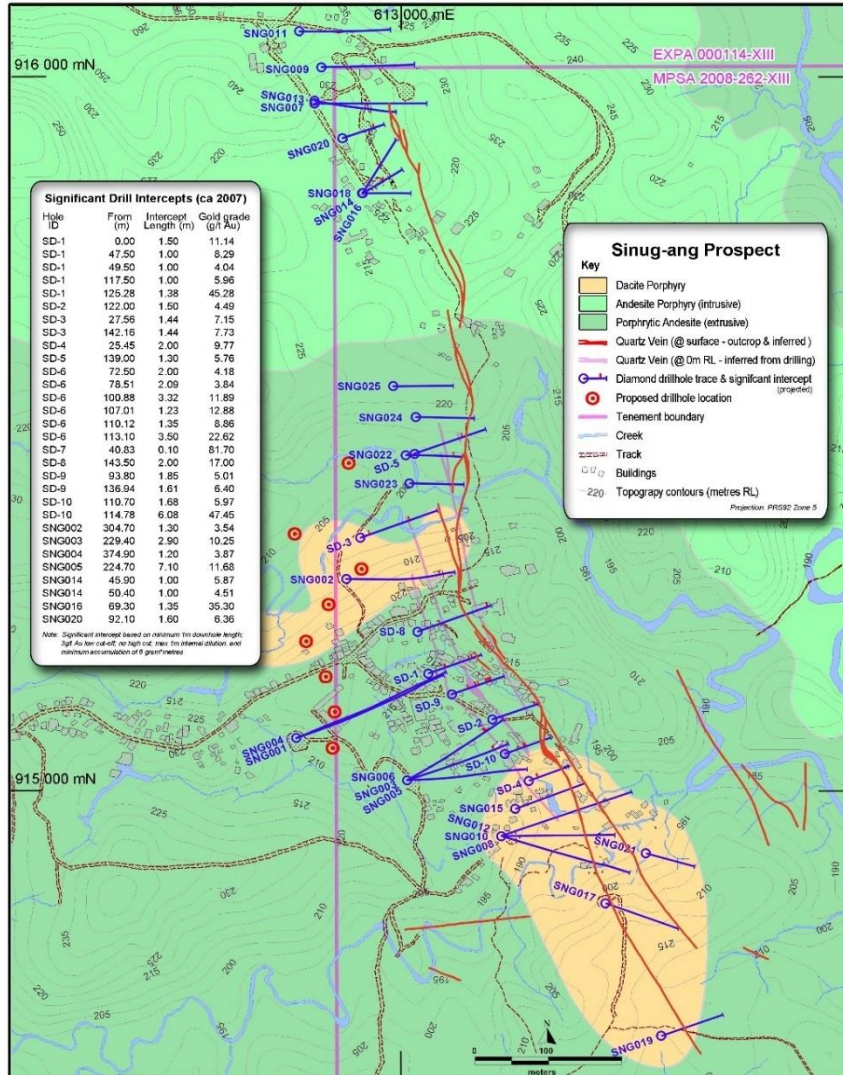 613 000 mE
916 000 mN
EXPA 000114-XIII
MPSA 2008-262-XIII
SNG011
SNG009
SNG013
SNG007
SNG020
SNG018
SNG014
SNG016
Significant Drill Intercepts (ca 2007)
Hole ID From (m) Intercept Length (m) Gold grade (g/t Au)
SD-1 0.00 1.50 11.14
SD-1 47.50 1.00 8.29
SD-1 49.50 1.00 4.04
SD-1 117.50 1.00 5.96
SD-1 125.28 1.38 45.28
SD-2 122.00 1.50 4.49
SD-3 27.56 1.44 7.15
SD-3 142.16 1.44 7.73
SD-4 25.45 2.00 9.77
SD-5 139.00 1.30 5.76
SD-6 72.50 2.00 4.18
SD-6 78.51 2.09 3.84
SD-6 100.88 3.32 11.89
SD-6 107.01 1.23 12.88
SD-6 110.12 1.35 8.86
SD-6 113.10 3.50 22.62
SD-7 40.83 0.10 81.70
SD-8 143.50 2.00 17.00
SD-9 93.80 1.85 5.01
SD-9 136.94 1.61 6.40
SD-10 110.70 1.68 5.97
SD-10 114.78 6.08 47.45
SNG002 304.70 1.30 3.54
SNG003 229.40 2.90 10.25
SNG004 374.90 1.20 3.87
SNG005 224.70 7.10 11.68
SNG014 45.90 1.00 5.87
SNG014 50.40 1.00 4.51
SNG016 69.30 1.35 35.30
SNG020 92.10 1.60 6.36
Note: Significant intercept based on minimum 1m downhole length;
3g/t Au low cut-off; no high cut; max 1m internal dilution, and
minimum accumulation of 6 gram*metres
Sinug-ang Prospect
Key
Dacite Porphyry
Andesite Porphyry (intrusive)
Porphrytic Andesite (extrusive)
Quartz Vein (@ surface - outcrop & inferred )
Quartz Vein (@ 0m RL - inferred from drilling)
Diamond drillhole trace & signifcant intercept
(projected)
Proposed drillhole location
Tenement boundary
Creek
Track
Buildings
220 Topograpy contours (metres RL)
Projection: PRS92 Zone 5
SNG025
SNG024
SNG022
SD-5
SNG023
SD-3
SNG002
SD-8
SD-1
SD-9
SD-2
SNG004
SNG001
SD-10
915 000 mN
SNG006
SNG003
SNG005
SD-4
SNG015
SNG012
SNG010
SNG008
SNG021
SNG017
SNG019
N
0 100
meters